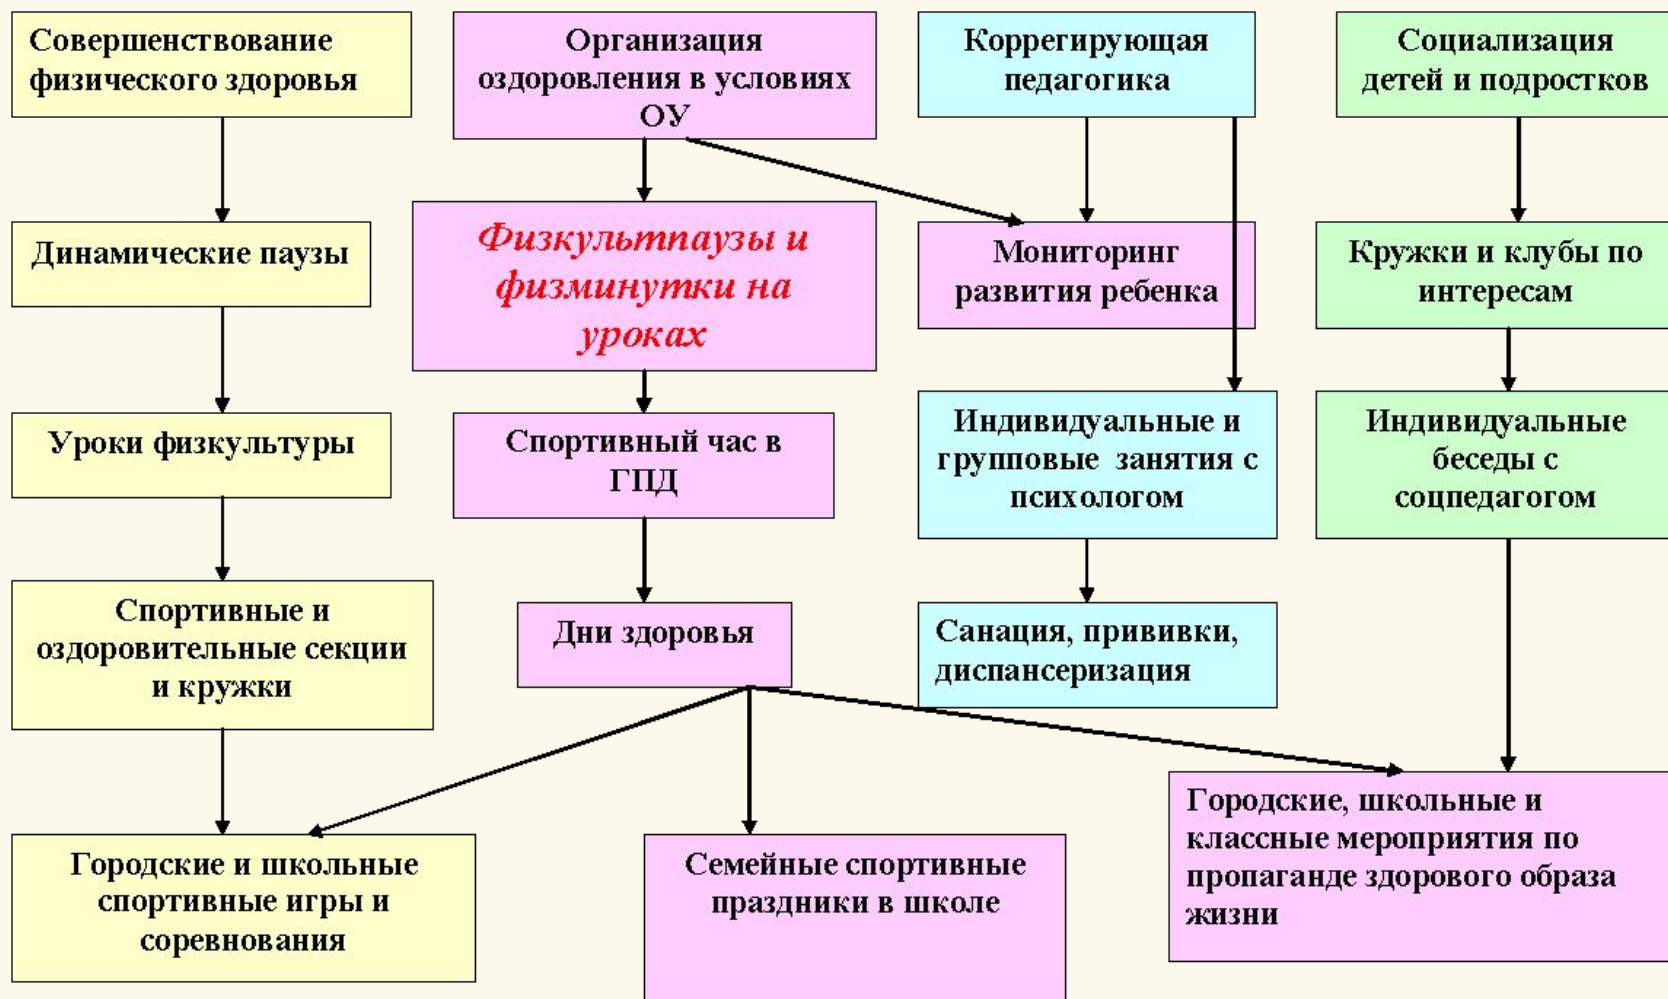 Совершенствование
физического здоровья
Организация
оздоровления в условиях
ОУ
Коррегирующая
педагогика
Социализация
детей и подростков
Динамические паузы
Физкультпаузы и
физминутки на
уроках
Мониторинг
развития ребенка
Кружки и клубы по
интересам
Уроки физкультуры
Спортивный час в
ГПД
Индивидуальные и
групповые занятия с
психологом
Индивидуальные
беседы с
соцпедагогом
Спортивные и
оздоровительные секции
и кружки
Дни здоровья
Санация, прививки,
диспансеризация
Городские и школьные
спортивные игры и
соревнования
Семейные спортивные
праздники в школе
Городские, школьные и
классные мероприятия по
пропаганде здорового образа
жизни